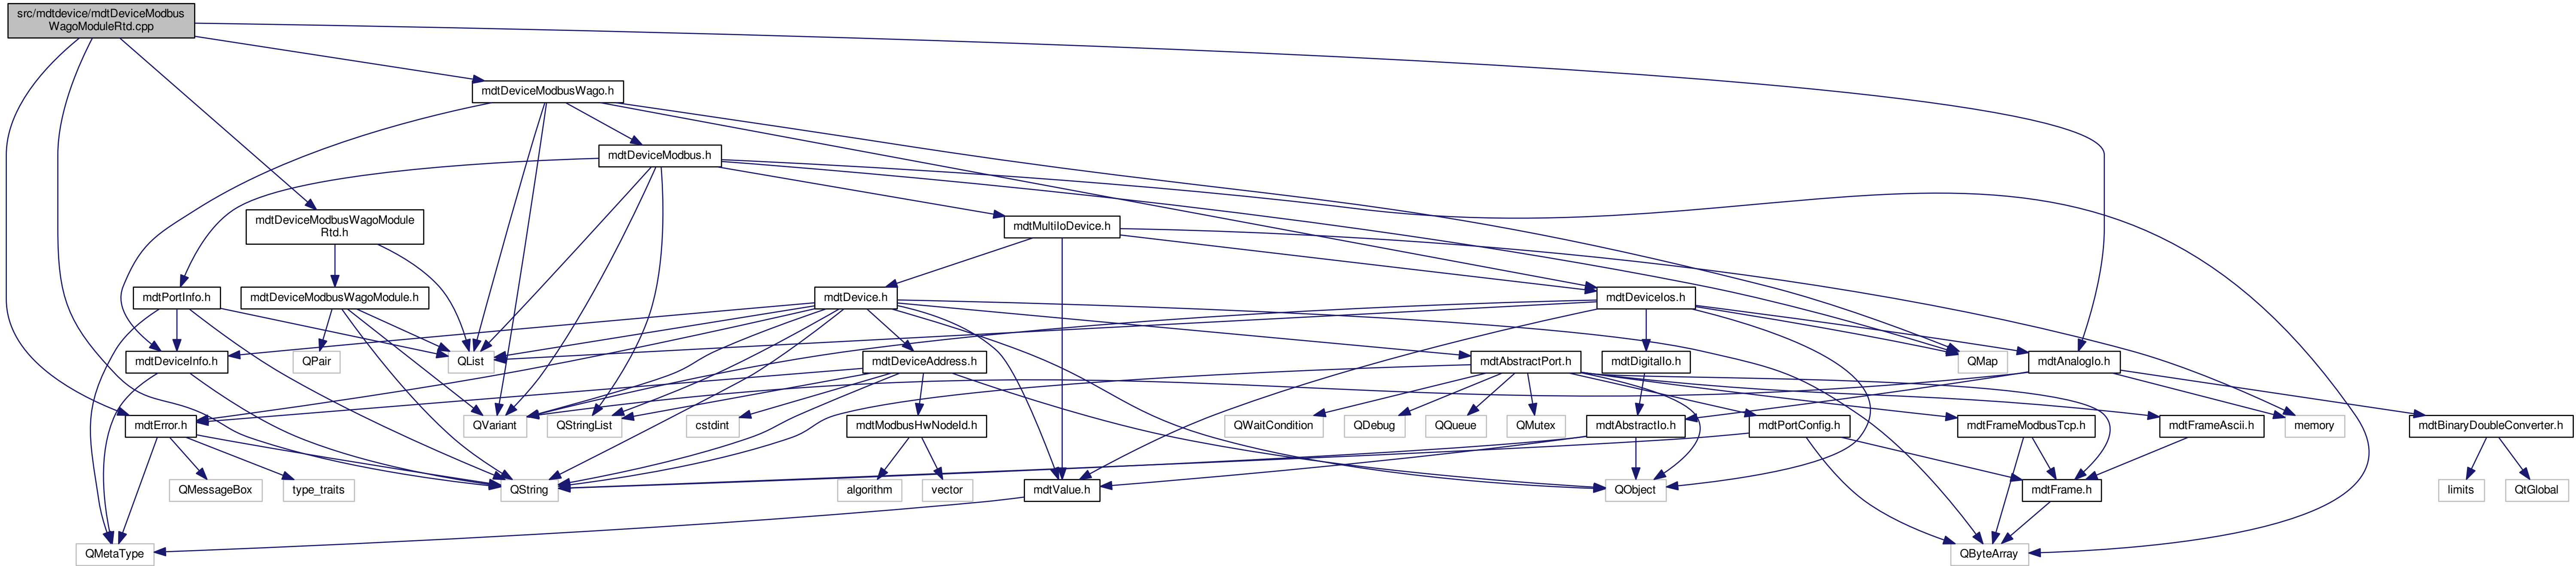 src/mdtdevice/mdtDeviceModbus
WagoModuleRtd.cpp
mdtDeviceModbusWago.h
mdtDeviceModbus.h
mdtDeviceModbusWagoModule
Rtd.h
mdtMultiIoDevice.h
mdtPortInfo.h
mdtDeviceModbusWagoModule.h
mdtDevice.h
mdtDeviceIos.h
mdtDeviceInfo.h
QPair
QList
mdtDeviceAddress.h
mdtAbstractPort.h
mdtDigitalIo.h
QMap
mdtAnalogIo.h
mdtError.h
QVariant
QStringList
cstdint
mdtModbusHwNodeId.h
QWaitCondition
QDebug
QQueue
QMutex
mdtAbstractIo.h
mdtPortConfig.h
mdtFrameModbusTcp.h
mdtFrameAscii.h
memory
mdtBinaryDoubleConverter.h
QMessageBox
type_traits
QString
algorithm
vector
mdtValue.h
QObject
mdtFrame.h
limits
QtGlobal
QMetaType
QByteArray